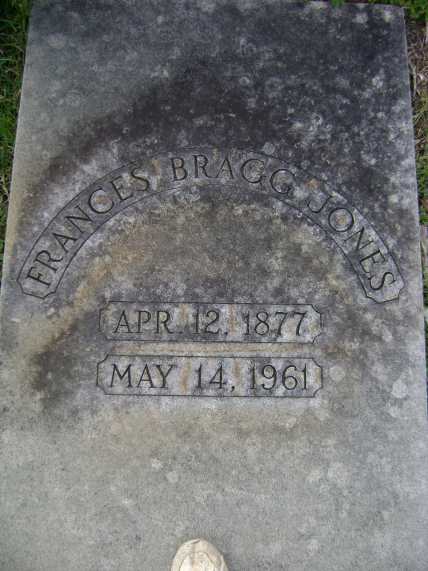 FRANCES BRAGG JONES
APR. 12, 1877
MAY 14, 1961